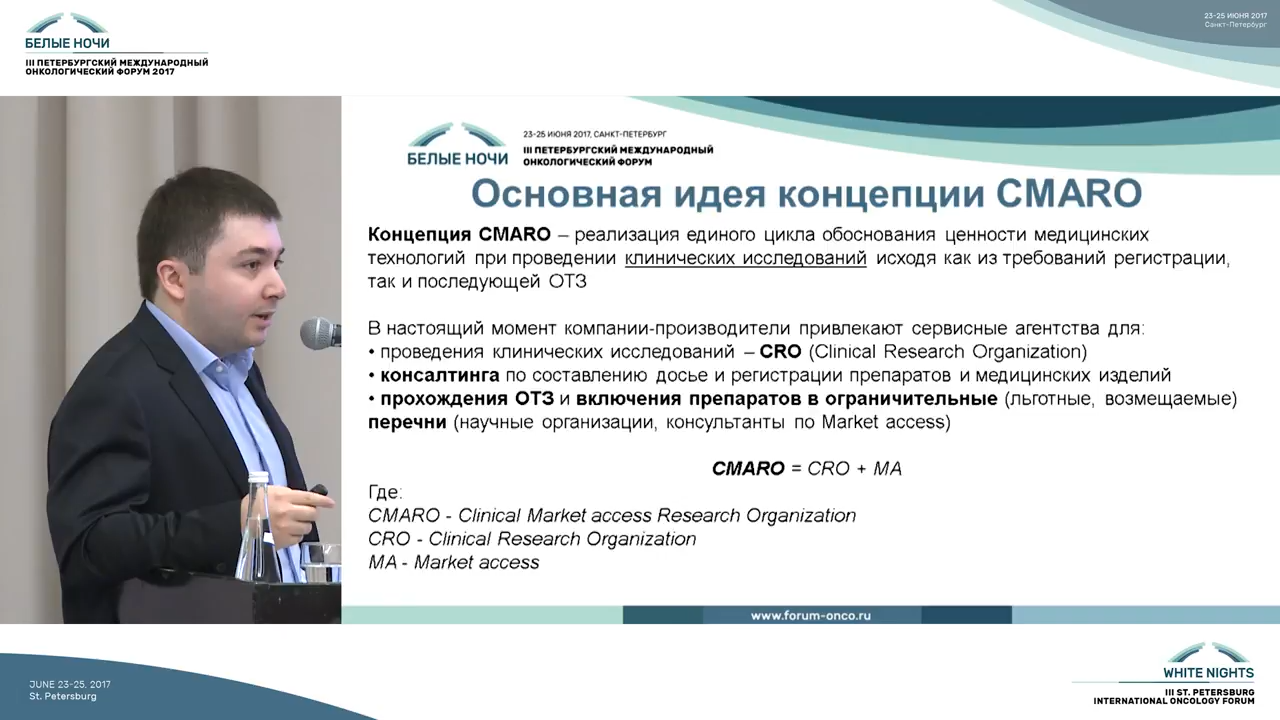 БЕЛЫЕ НОЧИ
III ПЕТЕРБУРГСКИЙ МЕЖДУНАРОДНЫЙ
ОНКОЛОГИЧЕСКИЙ ФОРУМ 2017
23-25 ИЮНЯ 2017
Санкт-Петербург
БЕЛЫЕ НОЧИ
23-25 ИЮНЯ 2017, САНКТ-ПЕТЕРБУРГ
III ПЕТЕРБУРГСКИЙ МЕЖДУНАРОДНЫЙ
ОНКОЛОГИЧЕСКИЙ ФОРУМ
Основная идея концепции CMARO
Концепция CMARO – реализация единого цикла обоснования ценности медицинских
технологий при проведении клинических исследований исходя как из требований регистрации,
так и последующей ОТЗ
В настоящий момент компании-производители привлекают сервисные агентства для:
• проведения клинических исследований – CRO (Clinical Research Organization)
• консалтинга по составлению досье и регистрации препаратов и медицинских изделий
• прохождения ОТЗ и включения препаратов в ограничительные (льготные, возмещаемые)
перечни (научные организации, консультанты по Market access)
CMARO = CRO + MA
Где:
CMARO - Clinical Market access Research Organization
CRO - Clinical Research Organization
MA - Market access
www.forum-onco.ru
JUNE 23-25, 2017
St. Petersburg
WHITE NIGHTS
III ST. PETERSBURG
INTERNATIONAL ONCOLOGY FORUM